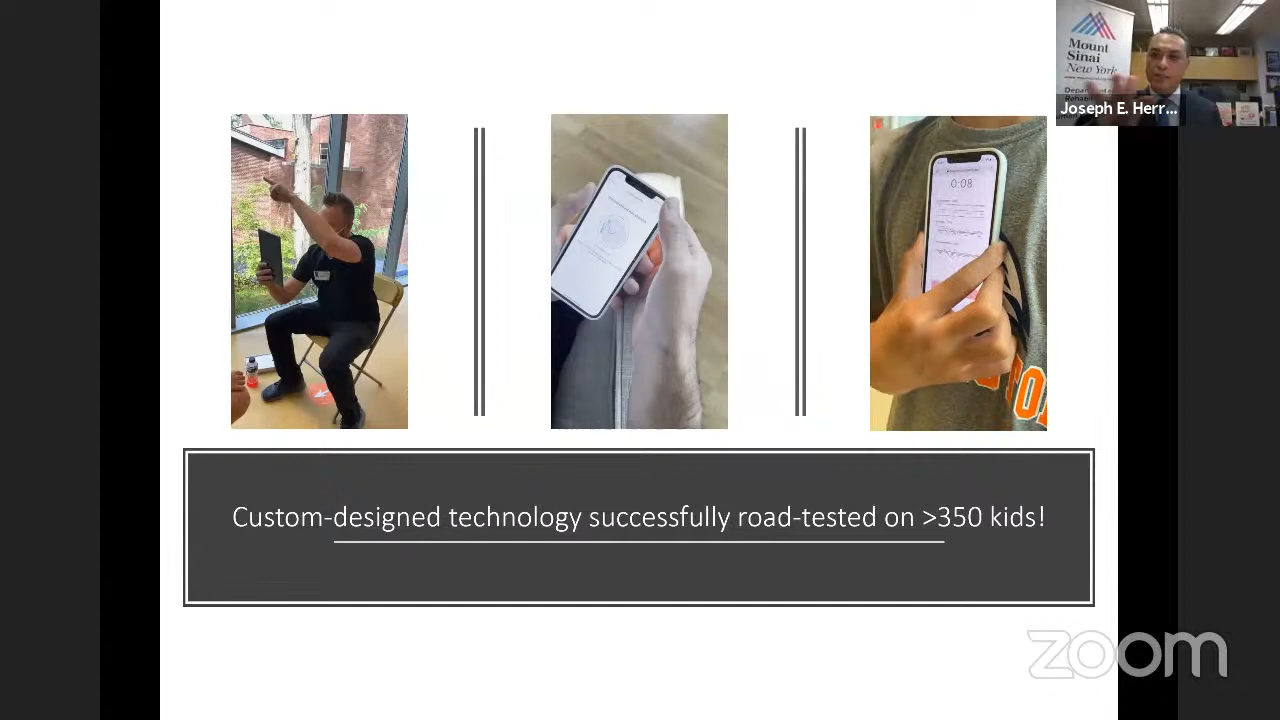 Mount
Sinai
New York
Joseph E. Herr...
0:08
Custom-designed technology successfully road-tested on >350 kids!
zoom